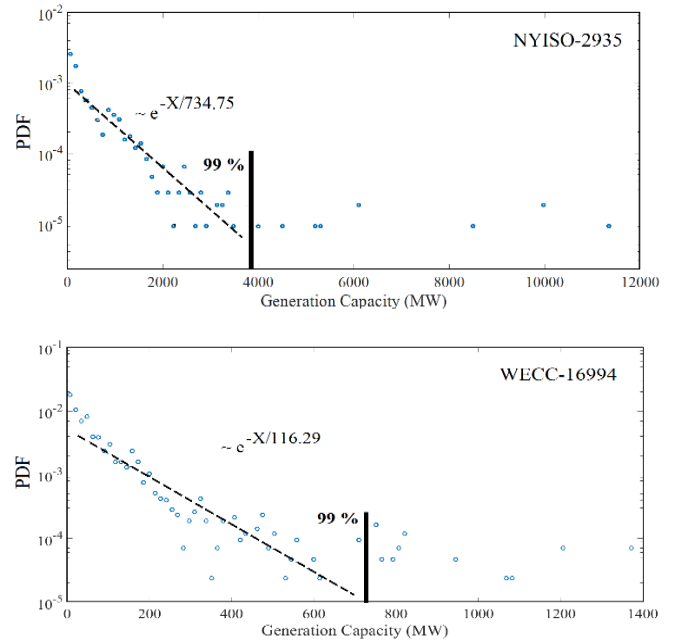 10^-2
NYISO-2935
10^-3
~ e^-X/734.75
PDF
10^-4
99 %
10^-5
0 2000 4000 6000 8000 10000 12000
Generation Capacity (MW)
10^-1
WECC-16994
10^-2
~ e^-X/116.29
PDF
10^-3
99 %
10^-4
10^-5
0 200 400 600 800 1000 1200 1400
Generation Capacity (MW)